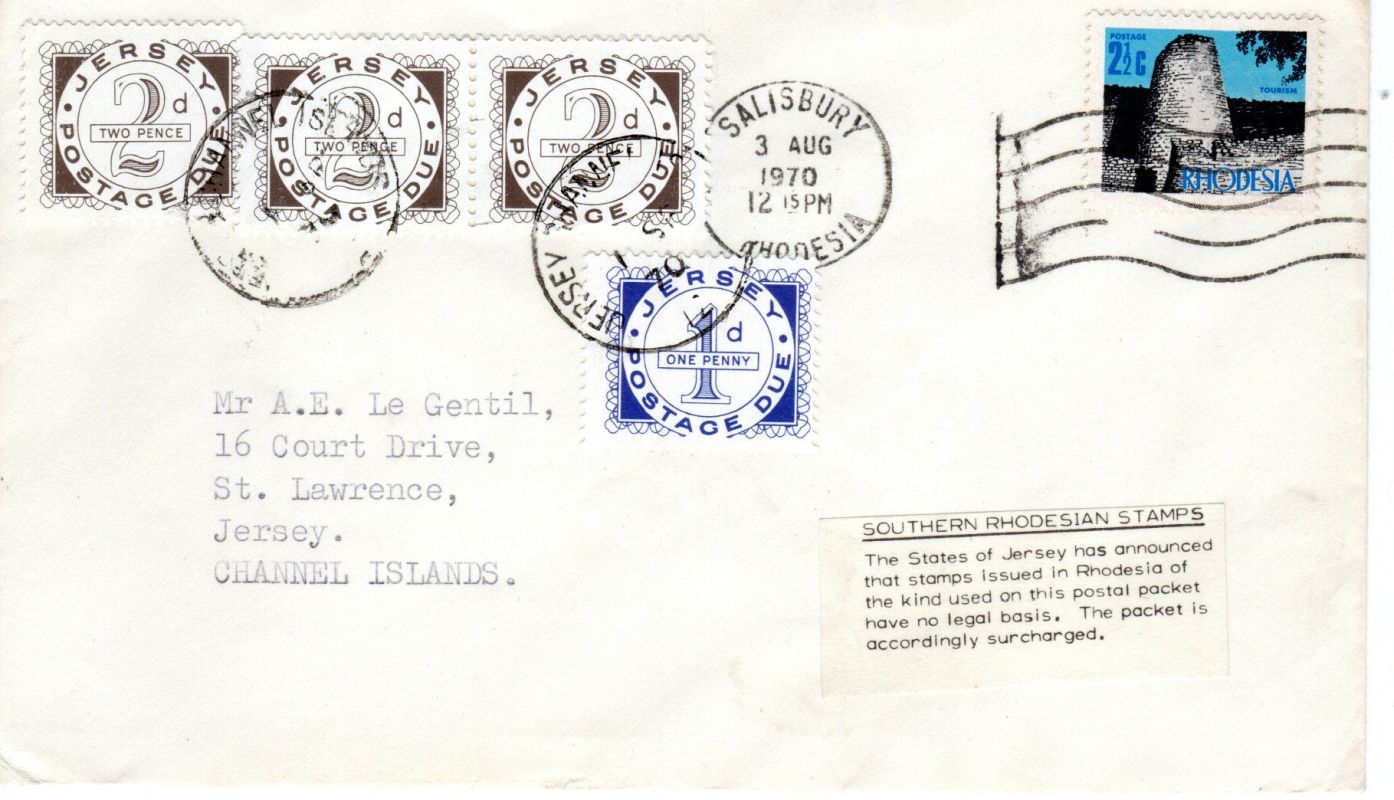 JERSEY
2d
TWO PENCE
POSTAGE DUE
JERSEY
2d
TWO PENCE
POSTAGE DUE
JERSEY
2d
TWO PENCE
POSTAGE DUE
SALISBURY
3 AUG
1970
12 15 PM
RHODESIA
POSTAGE
2½C
TOURISM
RHODESIA
JERSEY
70
JERSEY
1d
ONE PENNY
POSTAGE DUE
Mr A.E. Le Gentil,
16 Court Drive,
St. Lawrence,
Jersey.
CHANNEL ISLANDS.
SOUTHERN RHODESIAN STAMPS
The States of Jersey has announced
that stamps issued in Rhodesia of
the kind used on this postal packet
have no legal basis. The packet is
accordingly surcharged.